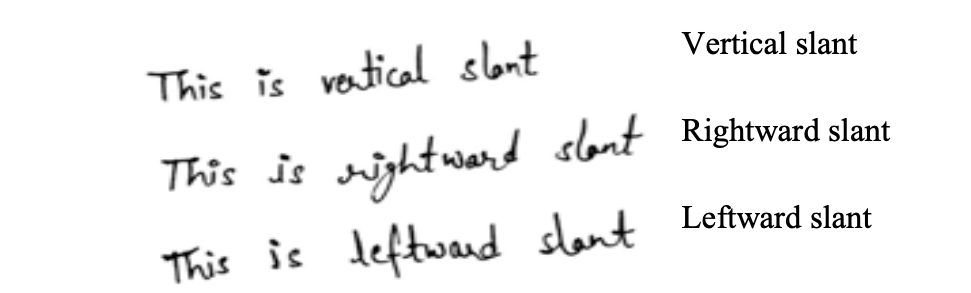 This is vertical slant Vertical slant
This is rightward slant Rightward slant
This is leftward slant Leftward slant